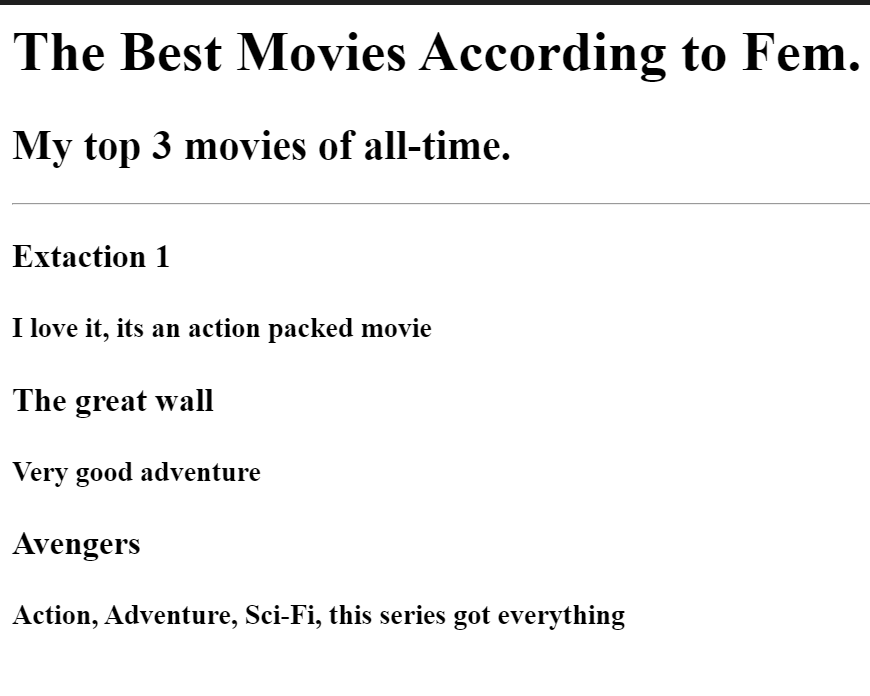 The Best Movies According to Fem.
My top 3 movies of all-time.
Extaction 1
I love it, its an action packed movie
The great wall
Very good adventure
Avengers
Action, Adventure, Sci-Fi, this series got everything